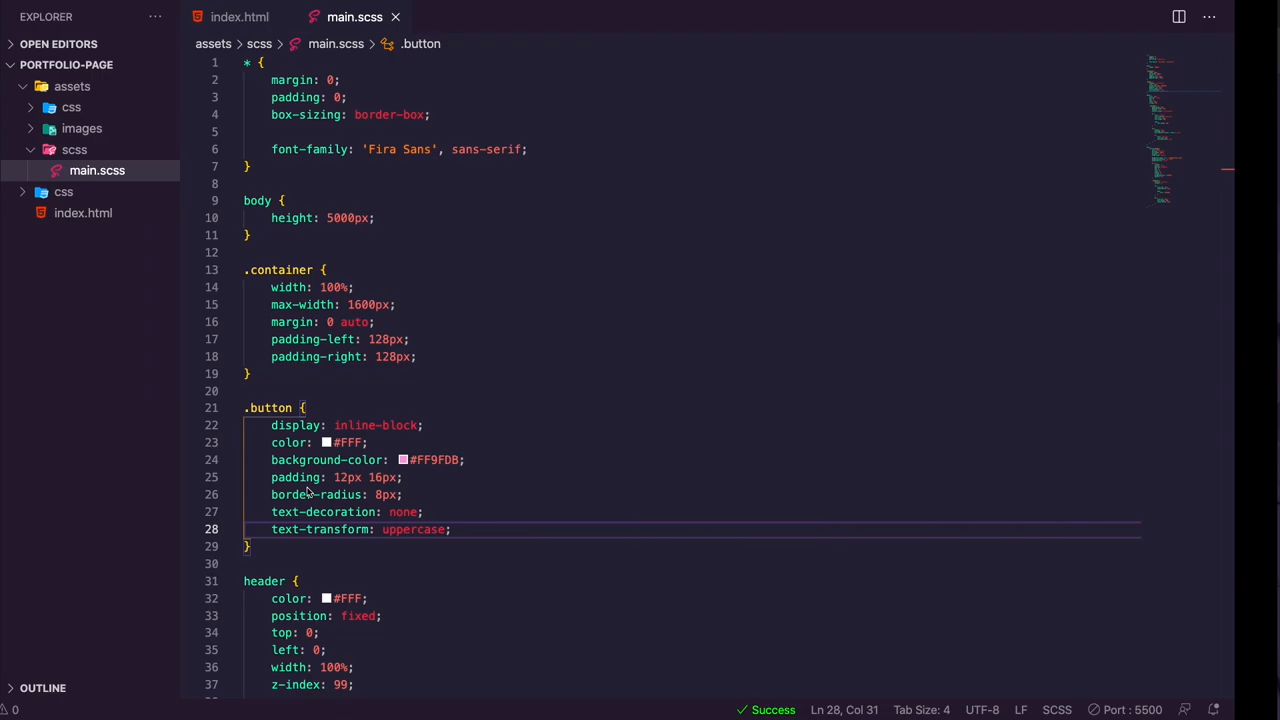 EXPLORER
index.html
main.scss
OPEN EDITORS
PORTFOLIO-PAGE
assets
css
images
scss
main.scss
css
index.html
OUTLINE
assets > scss > main.scss > .button
1 * {
2 margin: 0;
3 padding: 0;
4 box-sizing: border-box;
5
6 font-family: 'Fira Sans', sans-serif;
7 }
8
9 body {
10 height: 5000px;
11 }
12
13 .container {
14 width: 100%;
15 max-width: 1600px;
16 margin: 0 auto;
17 padding-left: 128px;
18 padding-right: 128px;
19 }
20
21 .button {
22 display: inline-block;
23 color: #FFF;
24 background-color: #FF9FDB;
25 padding: 12px 16px;
26 border-radius: 8px;
27 text-decoration: none;
28 text-transform: uppercase;
29 }
30
31 header {
32 color: #FFF;
33 position: fixed;
34 top: 0;
35 left: 0;
36 width: 100%;
37 z-index: 99;
0 Success Ln 28, Col 31 Tab Size: 4 UTF-8 LF SCSS Port : 5500